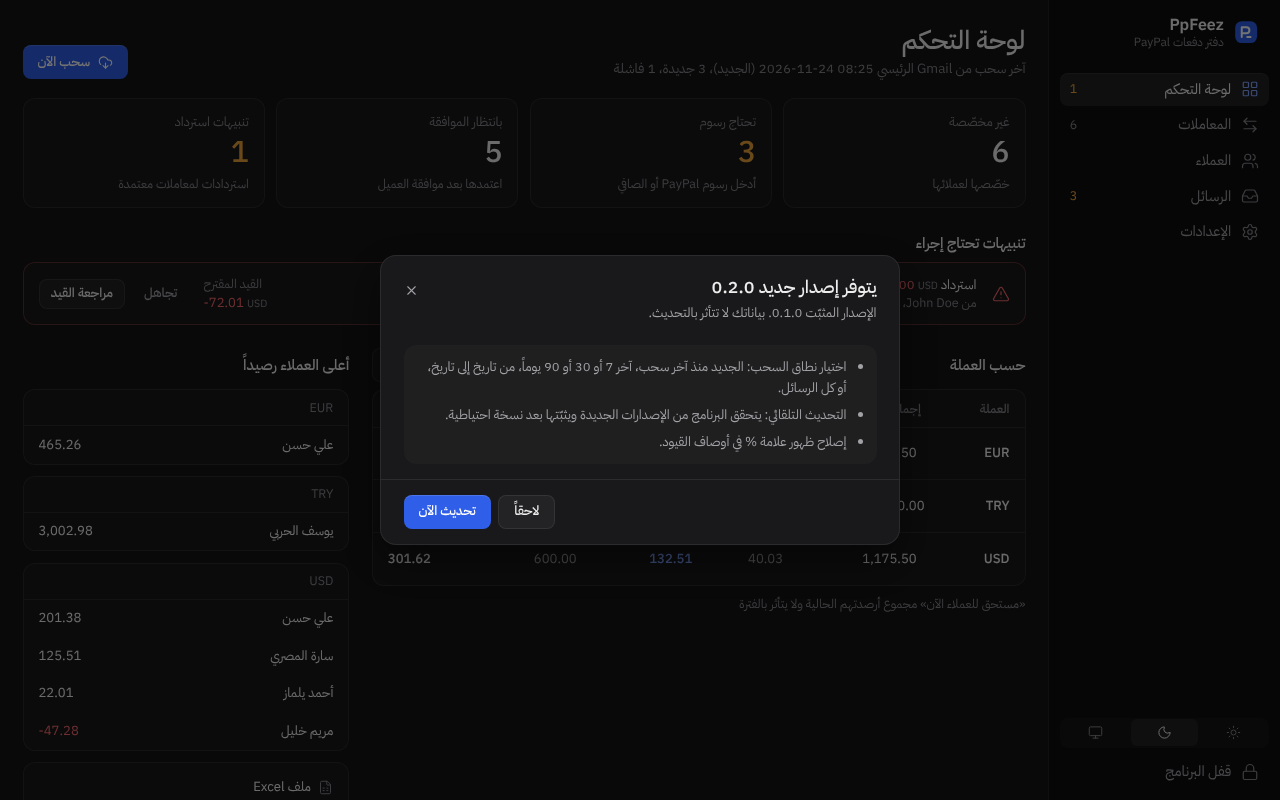 PpFeez
دفتر دفعات PayPal
لوحة التحكم 1
المعاملات 6
العملاء
الرسائل 3
الإعدادات
قفل البرنامج
لوحة التحكم
آخر سحب من Gmail الرئيسي 08:25 24-11-2026 (الجديد)، 3 جديدة، 1 فاشلة
سحب الآن
غير مخصّصة
6
خصّصها لعملائها
تحتاج رسوم
3
أدخل رسوم PayPal أو الصافي
بانتظار الموافقة
5
اعتمدها بعد موافقة العميل
تنبيهات استرداد
1
استردادات لمعاملات معتمدة
تنبيهات تحتاج إجراء
استرداد USD
من John Doe،
القيد المقترح
-72.01 USD
تجاهل
مراجعة القيد
يتوفر إصدار جديد 0.2.0
الإصدار المثبّت 0.1.0. بياناتك لا تتأثر بالتحديث.
• اختيار نطاق السحب: الجديد منذ آخر سحب، آخر 7 أو 30 أو 90 يوماً، من تاريخ إلى تاريخ،
أو كل الرسائل.
• التحديث التلقائي: يتحقق البرنامج من الإصدارات الجديدة ويثبّتها بعد نسخة احتياطية.
• إصلاح ظهور علامة % في أوصاف القيود.
لاحقاً
تحديث الآن
حسب العملة
العملة
EUR
TRY
USD 1,175.50 40.03 132.51 600.00 301.62
«مستحق للعملاء الآن» مجموع أرصدتهم الحالية ولا يتأثر بالفترة
أعلى العملاء رصيداً
EUR
علي حسن 465.26
TRY
يوسف الحربي 3,002.98
USD
علي حسن 201.38
سارة المصري 125.51
أحمد يلماز 22.01
مريم خليل -47.28
ملف Excel